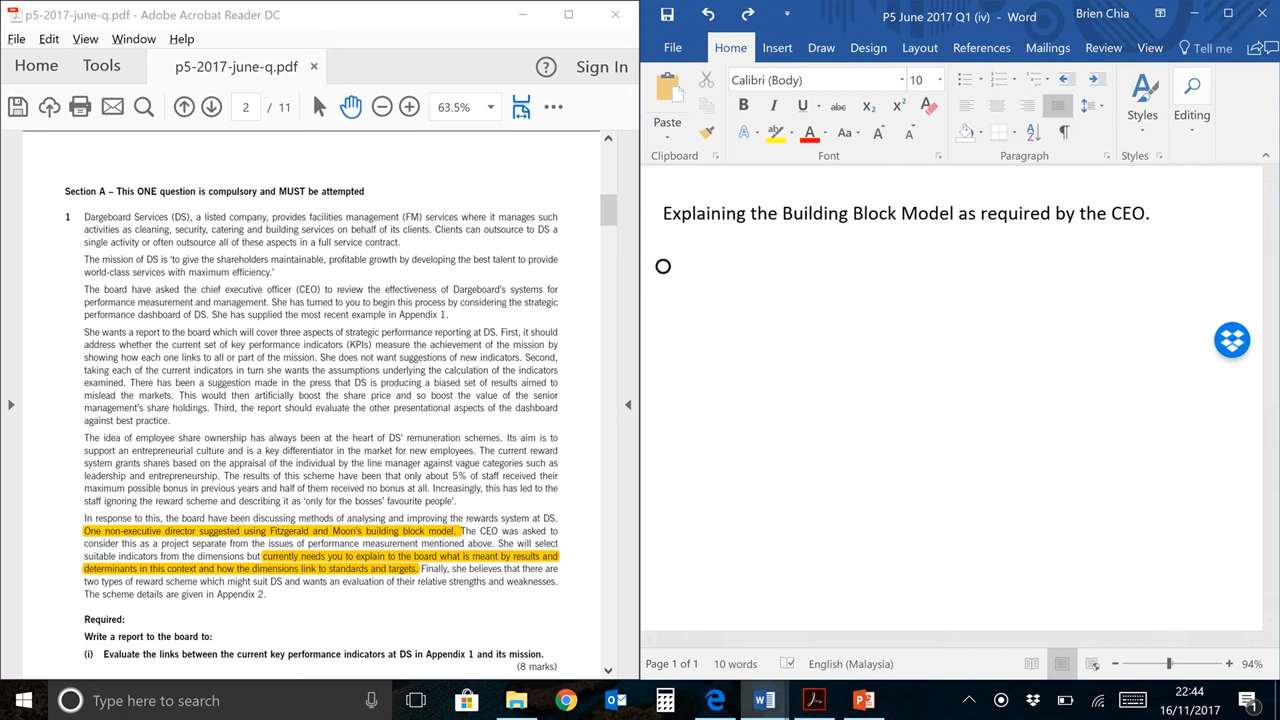 p5-2017-june-q.pdf - Adobe Acrobat Reader DC
File Edit View Window Help
Home Tools p5-2017-june-q.pdf × ? Sign In
2 / 11 63.5%
Section A – This ONE question is compulsory and MUST be attempted
1 Dargeboard Services (DS), a listed company, provides facilities management (FM) services where it manages such
activities as cleaning, security, catering and building services on behalf of its clients. Clients can outsource to DS a
single activity or often outsource all of these aspects in a full service contract.
The mission of DS is ‘to give the shareholders maintainable, profitable growth by developing the best talent to provide
world-class services with maximum efficiency.’
The board have asked the chief executive officer (CEO) to review the effectiveness of Dargeboard's systems for
performance measurement and management. She has turned to you to begin this process by considering the strategic
performance dashboard of DS. She has supplied the most recent example in Appendix 1.
She wants a report to the board which will cover three aspects of strategic performance reporting at DS. First, it should
address whether the current set of key performance indicators (KPIs) measure the achievement of the mission by
showing how each one links to all or part of the mission. She does not want suggestions of new indicators. Second,
taking each of the current indicators in turn she wants the assumptions underlying the calculation of the indicators
examined. There has been a suggestion made in the press that DS is producing a biased set of results aimed to
mislead the markets. This would then artificially boost the share price and so boost the value of the senior
management's share holdings. Third, the report should evaluate the other presentational aspects of the dashboard
against best practice.
The idea of employee share ownership has always been at the heart of DS' remuneration schemes. Its aim is to
support an entrepreneurial culture and is a key differentiator in the market for new employees. The current reward
system grants shares based on the appraisal of the individual by the line manager against vague categories such as
leadership and entrepreneurship. The results of this scheme have been that only about 5% of staff received their
maximum possible bonus in previous years and half of them received no bonus at all. Increasingly, this has led to the
staff ignoring the reward scheme and describing it as ‘only for the bosses' favourite people’.
In response to this, the board have been discussing methods of analysing and improving the rewards system at DS.
One non-executive director suggested using Fitzgerald and Moon's building block model. The CEO was asked to
consider this as a project separate from the issues of performance measurement mentioned above. She will select
suitable indicators from the dimensions but currently needs you to explain to the board what is meant by results and
determinants in this context and how the dimensions link to standards and targets. Finally, she believes that there are
two types of reward scheme which might suit DS and wants an evaluation of their relative strengths and weaknesses.
The scheme details are given in Appendix 2.
Required:
Write a report to the board to:
(i) Evaluate the links between the current key performance indicators at DS in Appendix 1 and its mission.
(8 marks)
P5 June 2017 Q1 (iv) - Word Brien Chia
File Home Insert Draw Design Layout References Mailings Review View Tell me
Calibri (Body) 10
Paste B I U abc X₂ X² Styles Editing
A A Aa A A
Clipboard Font Paragraph Styles
Explaining the Building Block Model as required by the CEO.
Page 1 of 1 10 words English (Malaysia) 94%
Type here to search
22:44
16/11/2017